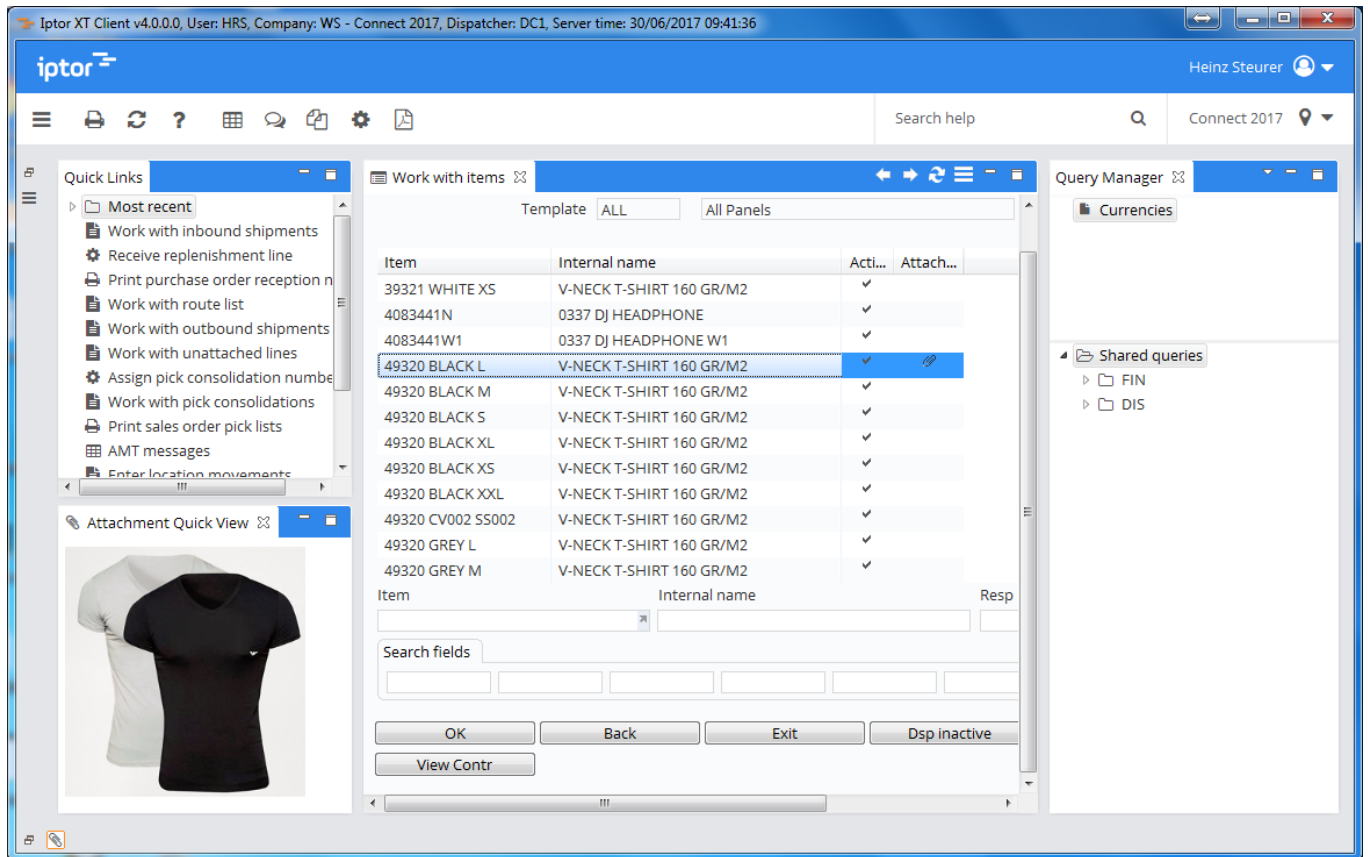 Iptor XT Client v4.0.0.0, User: HRS, Company: WS - Connect 2017, Dispatcher: DC1, Server time: 30/06/2017 09:41:36
iptor
Heinz Steurer
Search help
Connect 2017
Quick Links
Most recent
Work with inbound shipments
Receive replenishment line
Print purchase order reception n
Work with route list
Work with outbound shipments
Work with unattached lines
Assign pick consolidation numbe
Work with pick consolidations
Print sales order pick lists
AMT messages
Enter location movements
Attachment Quick View
Work with items
Template ALL All Panels
Item Internal name Acti... Attach...
39321 WHITE XS V-NECK T-SHIRT 160 GR/M2
4083441N 0337 DJ HEADPHONE
4083441W1 0337 DJ HEADPHONE W1
49320 BLACK L V-NECK T-SHIRT 160 GR/M2
49320 BLACK M V-NECK T-SHIRT 160 GR/M2
49320 BLACK S V-NECK T-SHIRT 160 GR/M2
49320 BLACK XL V-NECK T-SHIRT 160 GR/M2
49320 BLACK XS V-NECK T-SHIRT 160 GR/M2
49320 BLACK XXL V-NECK T-SHIRT 160 GR/M2
49320 CV002 SS002 V-NECK T-SHIRT 160 GR/M2
49320 GREY L V-NECK T-SHIRT 160 GR/M2
49320 GREY M V-NECK T-SHIRT 160 GR/M2
Item Internal name Resp
Search fields
OK Back Exit Dsp inactive
View Contr
Query Manager
Currencies
Shared queries
FIN
DIS